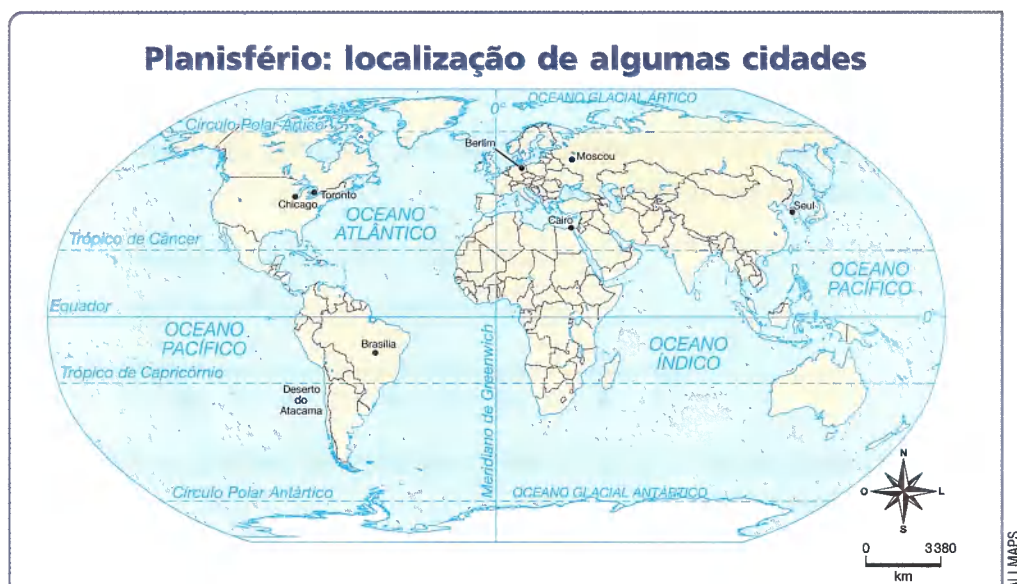 Planisfério: localização de algumas cidades
OCEANO GLACIAL ÁRTICO
0°
Círculo Polar Ártico
Berlim
Moscou
Toronto
Chicago
Seul
OCEANO
ATLÂNTICO
Cairo
Trópico de Câncer
0°
OCEANO
PACÍFICO
Equador
0°
OCEANO
PACÍFICO
Brasília
OCEANO
ÍNDICO
Trópico de Capricórnio
Deserto
do
Atacama
Meridiano de Greenwich
Círculo Polar Antártico
OCEANO GLACIAL ANTÁRTICO
N
O
L
S
0
3380
km
MAPS